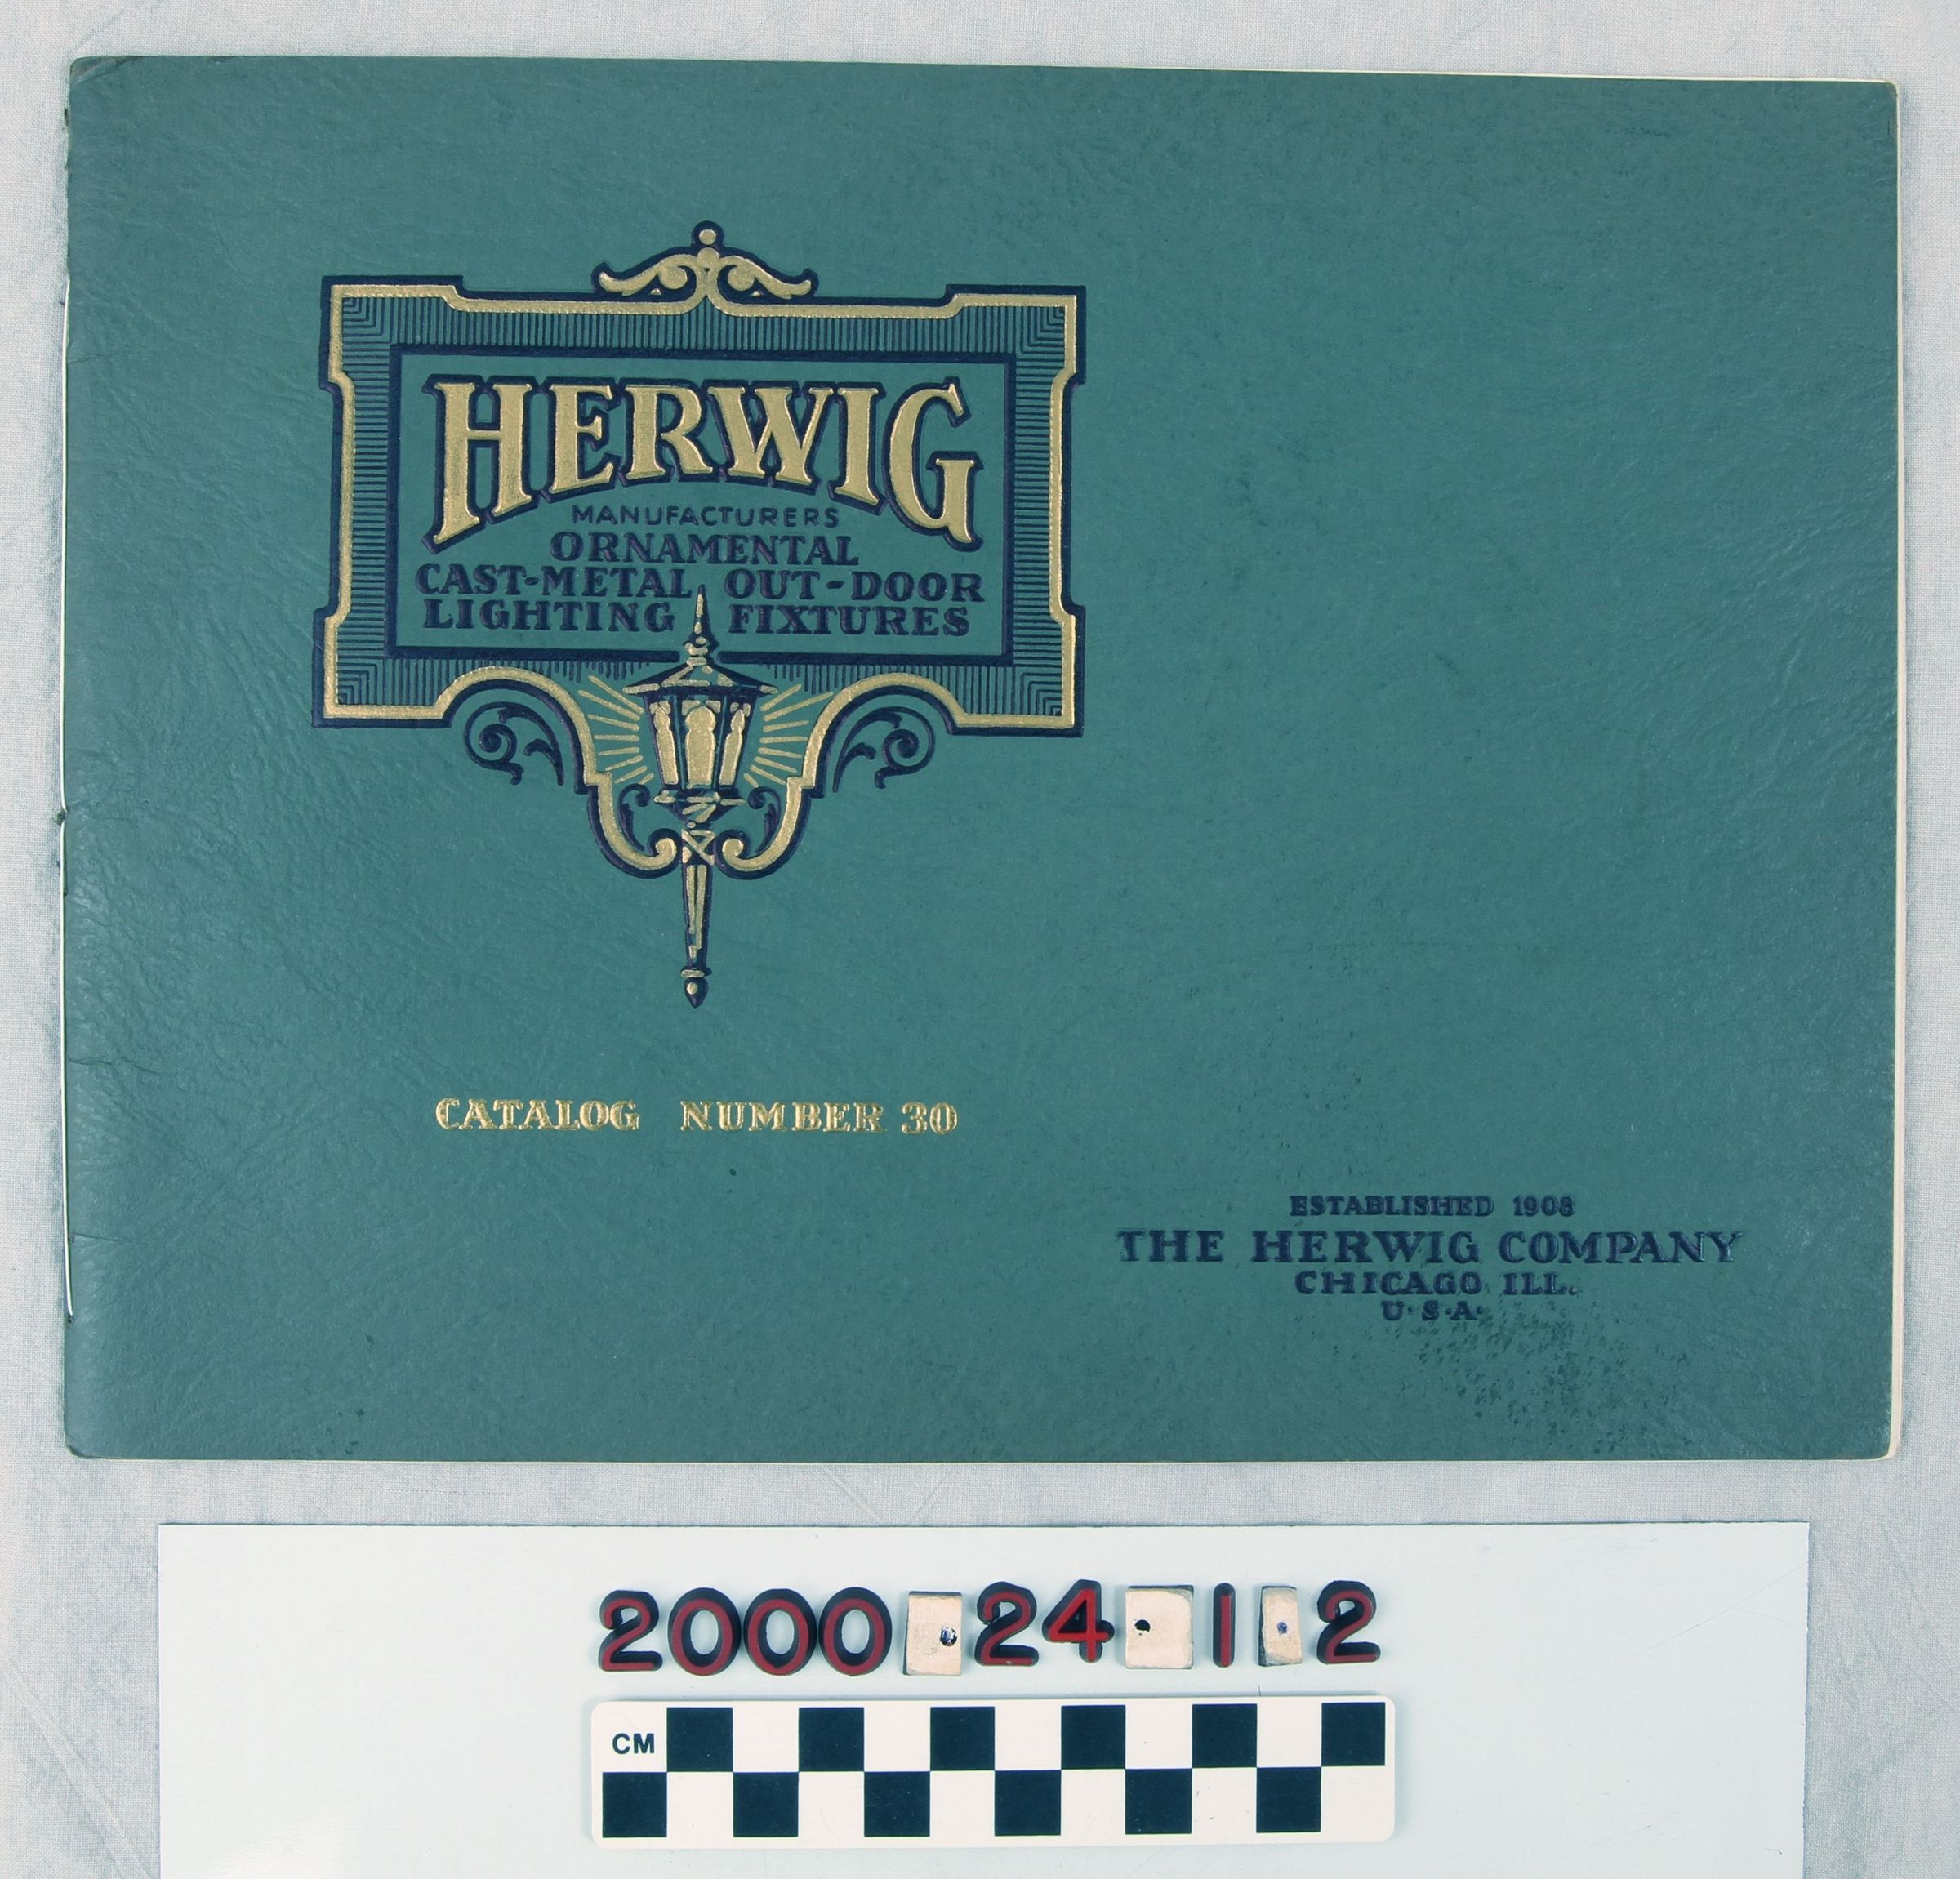 HERWIG
MANUFACTURERS
ORNAMENTAL
CAST-METAL OUT-DOOR
LIGHTING FIXTURES
CATALOG NUMBER 30
ESTABLISHED 1908
THE HERWIG COMPANY
CHICAGO ILL.
U·S·A·
2000·24·1·2
CM